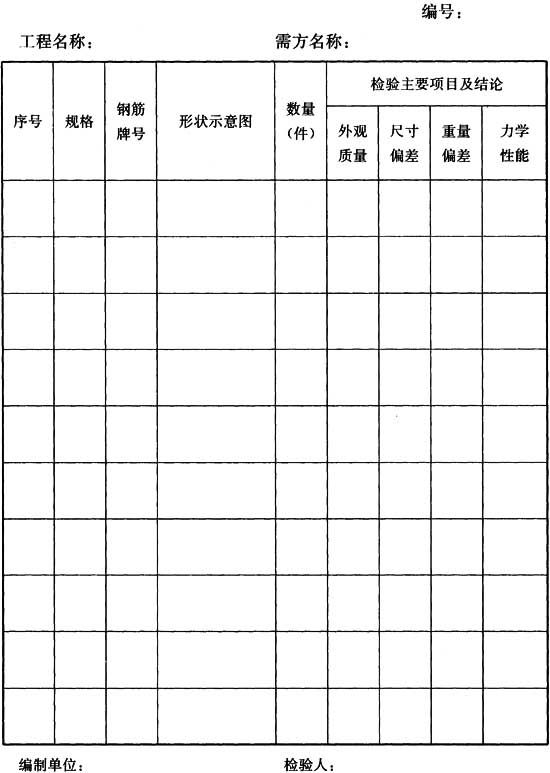 编号：
工程名称： 需方名称：
检验主要项目及结论
序号 规格 钢筋 形状示意图 数量
牌号 （件）
外观 尺寸 重量 力学
质量 偏差 偏差 性能
编制单位： 检验人：